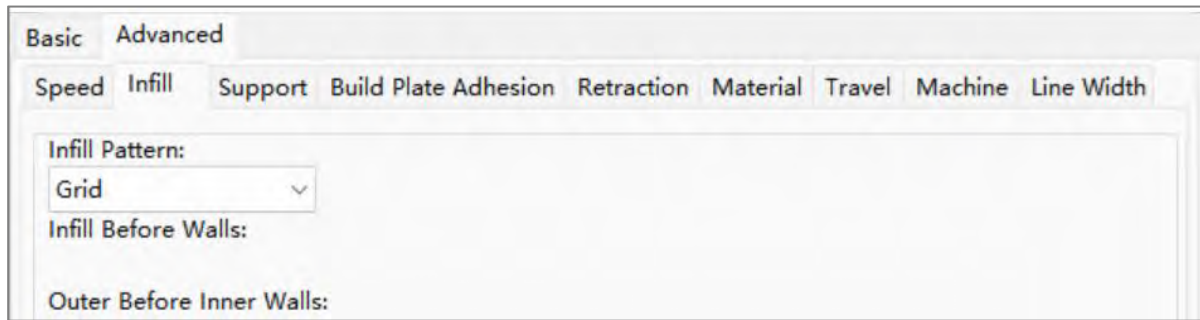 Basic Advanced
Speed Infill Support Build Plate Adhesion Retraction Material Travel Machine Line Width
Infill Pattern:
Grid
Infill Before Walls:
Outer Before Inner Walls: